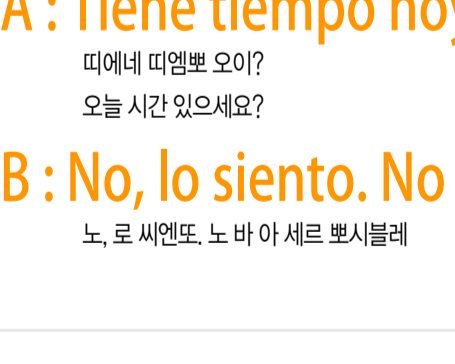 A : Tiene tiempo hoy
띠에네 띠엠뽀 오이?
오늘 시간 있으세요?
B : No, lo siento. No
노, 로 씨엔또. 노 바 아 세르 뽀시블레